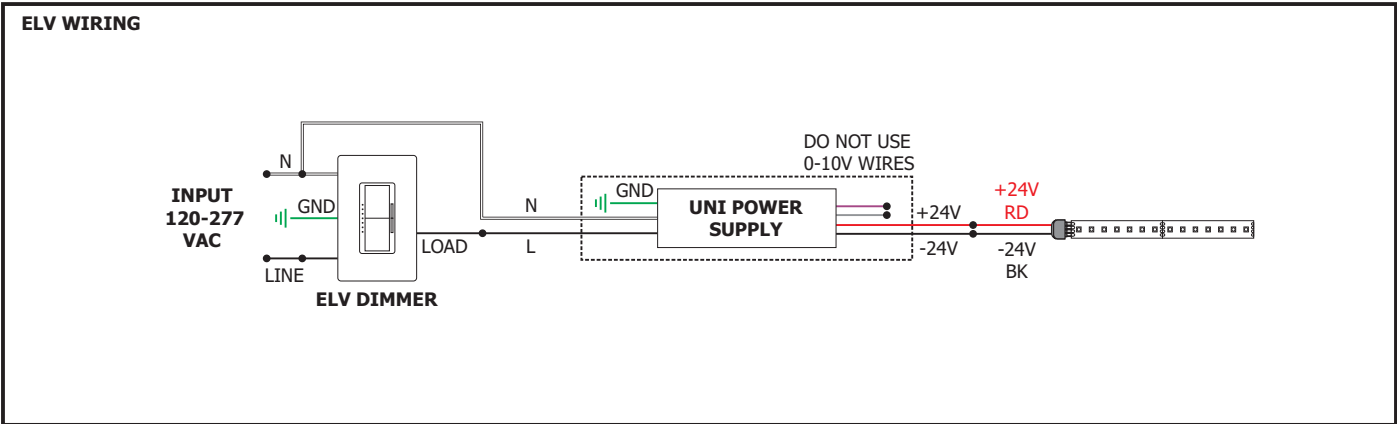 ELV WIRING
DO NOT USE
0-10V WIRES
N
INPUT
120-277
VAC
GND
LINE
LOAD
ELV DIMMER
N
L
GND
UNI POWER
SUPPLY
+24V
-24V
+24V
RD
-24V
BK